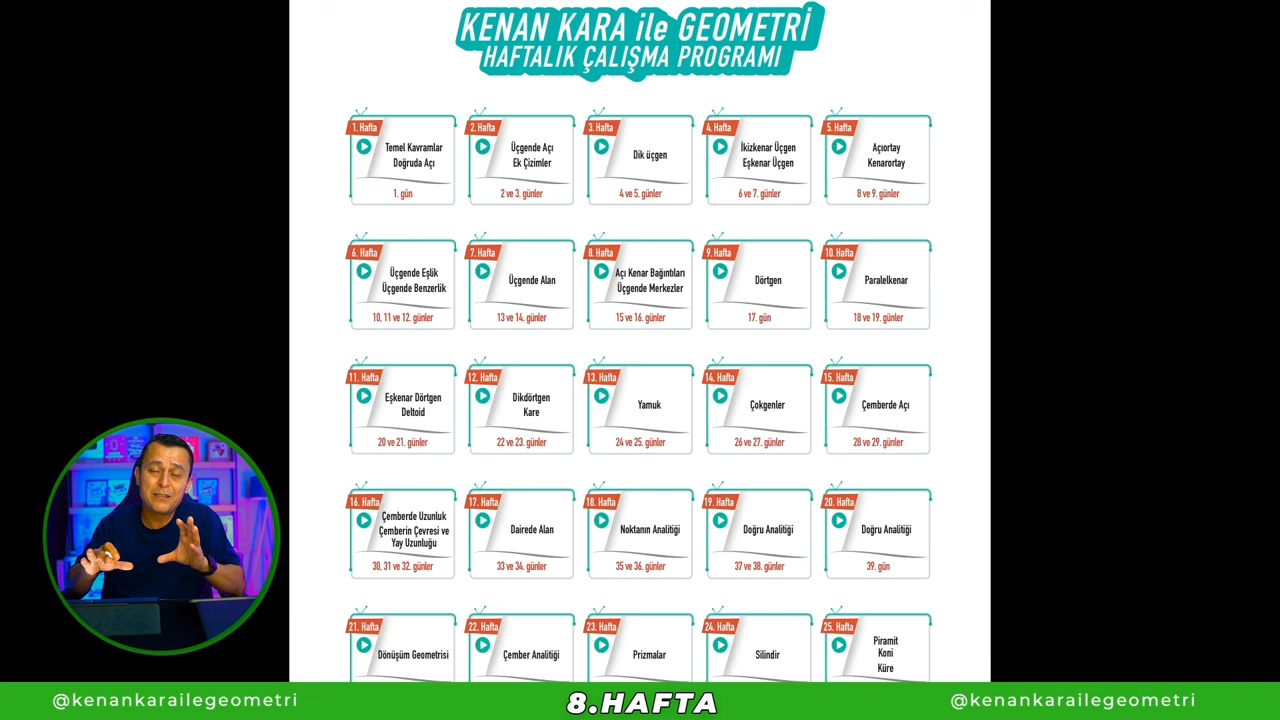 KENAN KARA ile GEOMETRİ
HAFTALIK ÇALIŞMA PROGRAMI
1. Hafta
Temel Kavramlar
Doğruda Açı
1. gün
2. Hafta
Üçgende Açı
Ek Çizimler
2 ve 3. günler
3. Hafta
Dik üçgen
4 ve 5. günler
4. Hafta
İkizkenar Üçgen
Eşkenar Üçgen
6 ve 7. günler
5. Hafta
Açıortay
Kenarortay
8 ve 9. günler
6. Hafta
Üçgende Eşlik
Üçgende Benzerlik
10, 11 ve 12. günler
7. Hafta
Üçgende Alan
13 ve 14. günler
8. Hafta
Açı Kenar Bağıntıları
Üçgende Merkezler
15 ve 16. günler
9. Hafta
Dörtgen
17. gün
10. Hafta
Paralelkenar
18 ve 19. günler
11. Hafta
Eşkenar Dörtgen
Deltoid
20 ve 21. günler
12. Hafta
Dikdörtgen
Kare
22 ve 23. günler
13. Hafta
Yamuk
24 ve 25. günler
14. Hafta
Çokgenler
26 ve 27. günler
15. Hafta
Çemberde Açı
28 ve 29. günler
16. Hafta
Çemberde Uzunluk
Çemberin Çevresi ve
Yay Uzunluğu
30, 31 ve 32. günler
17. Hafta
Dairede Alan
33 ve 34. günler
18. Hafta
Noktanın Analitiği
35 ve 36. günler
19. Hafta
Doğru Analitiği
37 ve 38. günler
20. Hafta
Doğru Analitiği
39. gün
21. Hafta
Dönüşüm Geometrisi
22. Hafta
Çember Analitiği
23. Hafta
Prizmalar
24. Hafta
Silindir
25. Hafta
Piramit
Koni
Küre
@kenankarailegeometri
8.HAFTA
@kenankarailegeometri